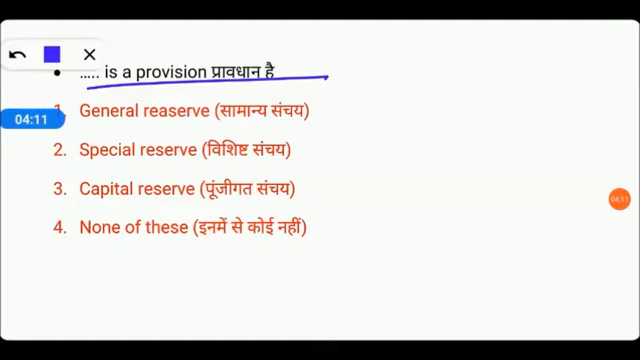 • ..... is a provision प्रावधान है
1. General reaserve (सामान्य संचय)
04:11
2. Special reserve (विशिष्ट संचय)
3. Capital reserve (पूंजीगत संचय)
04:11
4. None of these (इनमें से कोई नहीं)